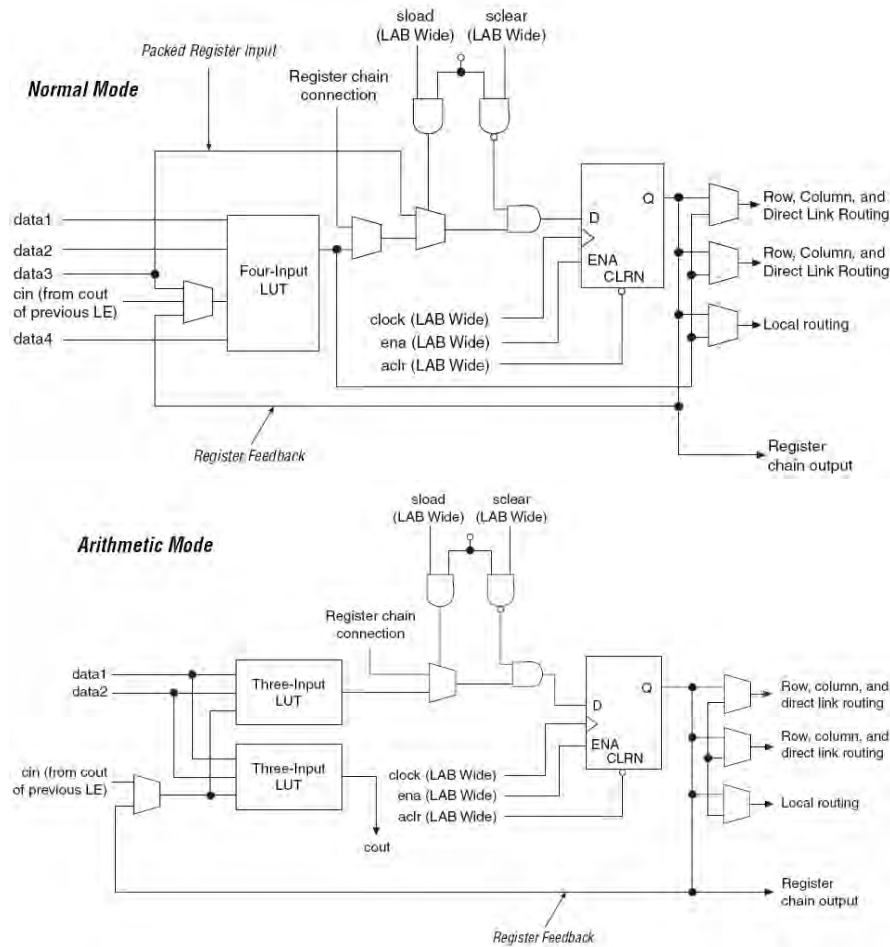 sload
(LAB Wide)
sclear
(LAB Wide)
Packed Register Input
Normal Mode
Register chain
connection
data1
data2
data3
cin (from cout
of previous LE)
data4
Four-Input
LUT
D
Q
ENA
CLRN
clock (LAB Wide)
ena (LAB Wide)
aclr (LAB Wide)
Row, Column, and
Direct Link Routing
Row, Column, and
Direct Link Routing
Local routing
Register Feedback
Register
chain output
sload
(LAB Wide)
sclear
(LAB Wide)
Arithmetic Mode
Register chain
connection
data1
data2
cin (from cout
of previous LE)
Three-Input
LUT
Three-Input
LUT
cout
D
Q
ENA
CLRN
clock (LAB Wide)
ena (LAB Wide)
aclr (LAB Wide)
Row, column, and
direct link routing
Row, column, and
direct link routing
Local routing
Register
chain output
Register Feedback